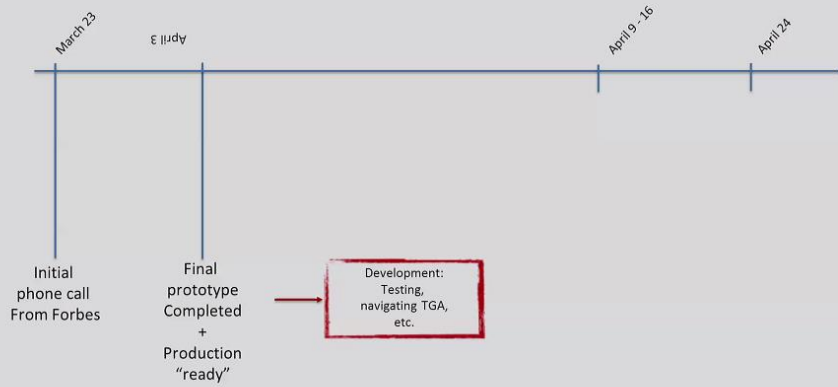 March 23
April 3
April 9 - 16
April 24
Initial
phone call
From Forbes
Final
prototype
Completed
+
Production
“ready”
Development:
Testing,
navigating TGA,
etc.